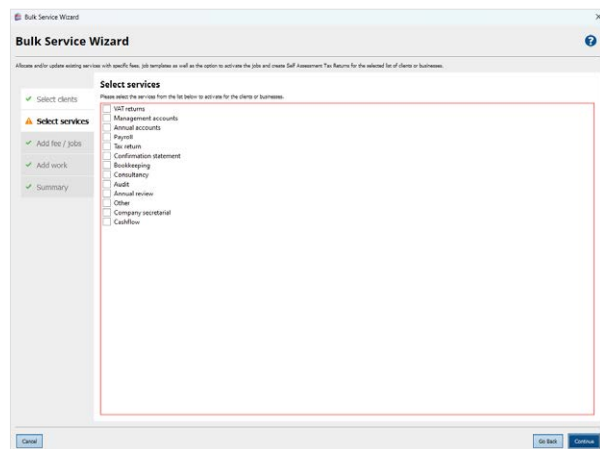 Bulk Service Wizard
Bulk Service Wizard
Allocate and/or update existing services with specific fees, job templates as well as the option to activate the jobs and create Self Assessment Tax Returns for the selected list of clients or businesses.
Select clients
Select services
Add fee / jobs
Add work
Summary
Select services
Please select the services from the list below to activate for the clients or businesses.
VAT returns
Management accounts
Annual accounts
Payroll
Tax return
Confirmation statement
Bookkeeping
Consultancy
Audit
Annual review
Other
Company secretarial
Cashflow
Cancel
Go Back
Continue